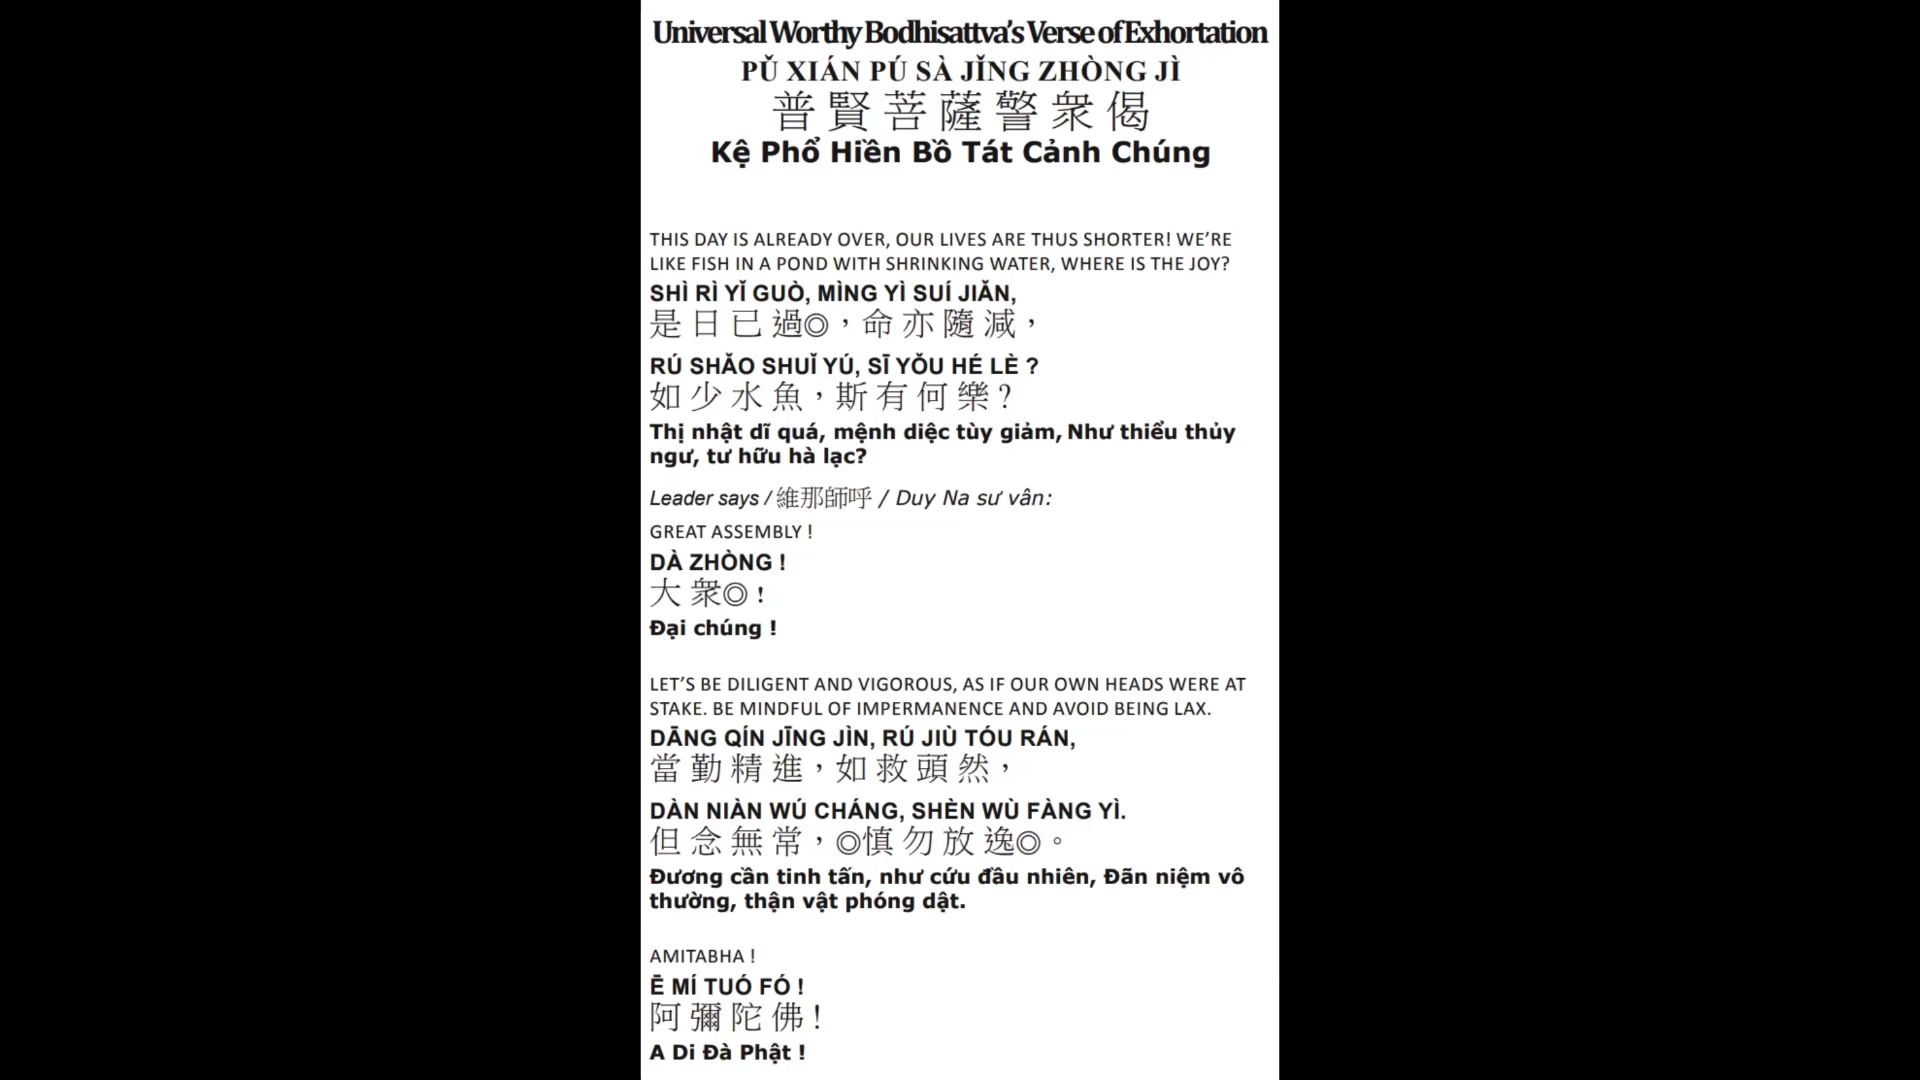 Universal Worthy Bodhisattva's Verse of Exhortation
PǓ XIÁN PÚ SÀ JǏNG ZHÒNG JÌ
普賢菩薩警衆偈
Kệ Phổ Hiền Bồ Tát Cảnh Chúng
THIS DAY IS ALREADY OVER, OUR LIVES ARE THUS SHORTER! WE'RE
LIKE FISH IN A POND WITH SHRINKING WATER, WHERE IS THE JOY?
SHÌ RÌ YǏ GUÒ, MÌNG YÌ SUÍ JIǍN,
是日已過◎，命亦隨減，
RÚ SHǍO SHUǏ YÚ, SĪ YǑU HÉ LÈ ?
如少水魚，斯有何樂？
Thị nhật dĩ quá, mệnh diệc tùy giảm, Như thiểu thủy
ngư, tư hữu hà lạc?
Leader says / 維那師呼 / Duy Na sư vân:
GREAT ASSEMBLY !
DÀ ZHÒNG !
大衆◎！
Đại chúng !
LET'S BE DILIGENT AND VIGOROUS, AS IF OUR OWN HEADS WERE AT
STAKE. BE MINDFUL OF IMPERMANENCE AND AVOID BEING LAX.
DĀNG QÍN JĪNG JÌN, RÚ JIÙ TÓU RÁN,
當勤精進，如救頭然，
DÀN NIÀN WÚ CHÁNG, SHÈN WÙ FÀNG YÌ.
但念無常，◎慎勿放逸◎。
Đương cần tinh tấn, như cứu đầu nhiên, Đãn niệm vô
thường, thận vật phóng dật.
AMITABHA !
Ē MÍ TUÓ FÓ !
阿彌陀佛！
A Di Đà Phật !